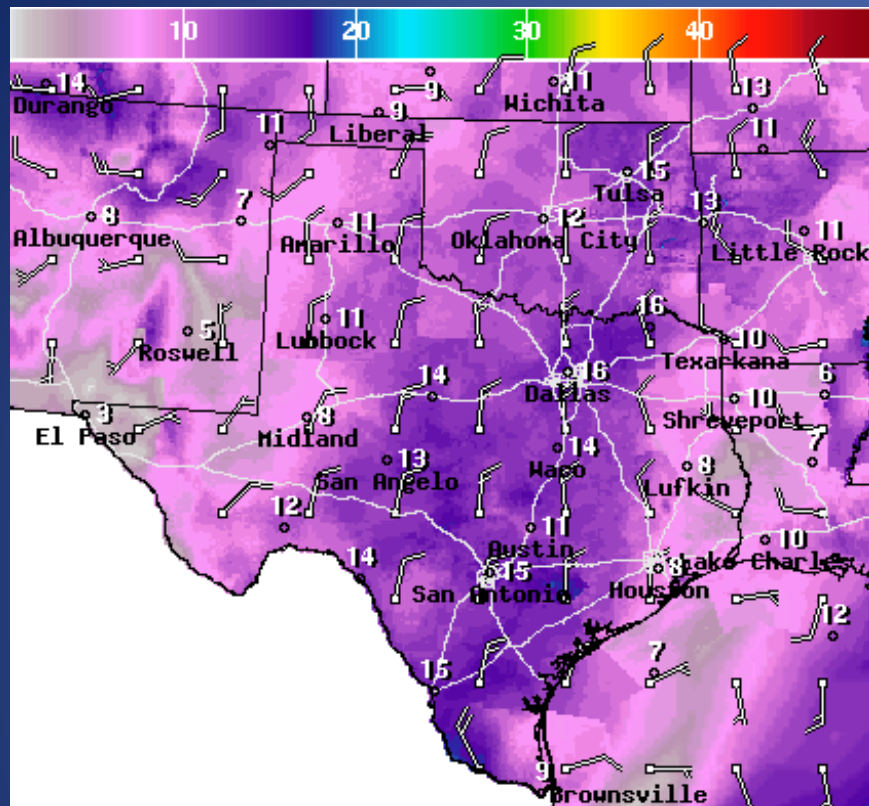 10 20 30 40
14 9 11 13
Durango Wichita
9
Liberal
11 11
15
Tulsa
8 7 11 12 13 11
Albuquerque Amarillo Oklahoma City Little Rock
5 11 16 10
Roswell Lubbock Texarkana
16
Dallas
3 8 14 10 6
El Paso Midland Shreveport
13 14 8 7
San Angelo Waco Lufkin
12 11 10
Austin Lake Charles
14 15 8
San Antonio Houston
12
15 7
9
Brownsville